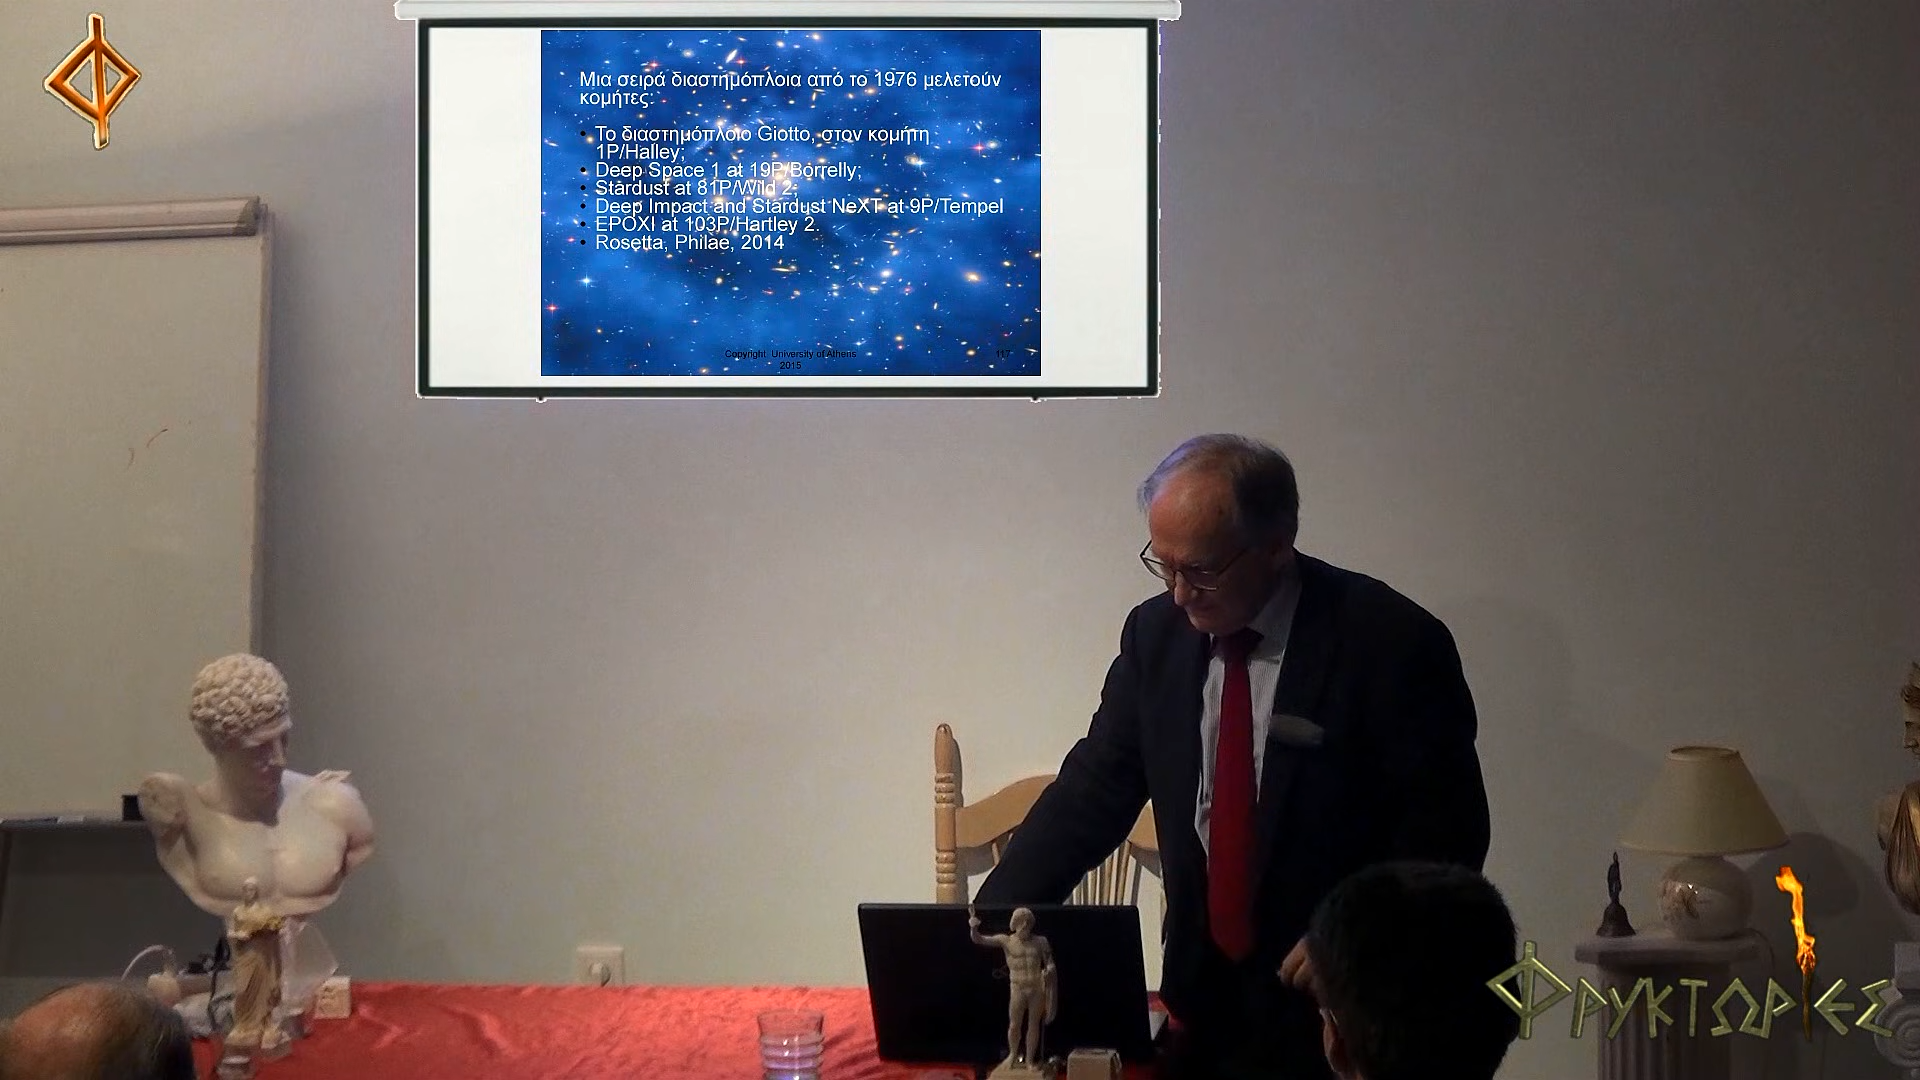 Μια σειρά διαστημόπλοια από το 1976 μελετούν
κομήτες:
• Το διαστημόπλοιο Giotto, στον κομήτη
1P/Halley;
• Deep Space 1 at 19P/Borrelly;
• Stardust at 81P/Wild 2;
• Deep Impact and Stardust NeXT at 9P/Tempel
• EPOXI at 103P/Hartley 2.
• Rosetta, Philae, 2014
Copyright University of Athens
2015
117
ΦΡΥΚΤΩΡΙΕΣ